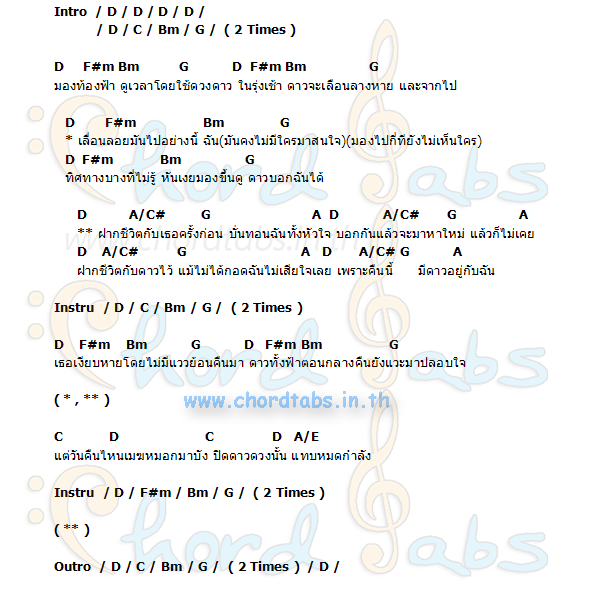 Intro / D / D / D / D /
/ D / C / Bm / G / ( 2 Times )
D F#m Bm G D F#m Bm G
มองท้องฟ้า ดูเวลาโดยใช้ดวงดาว ในรุ่งเช้า ดาวจะเลือนลางหาย และจากไป
D F#m Bm G
* เลื่อนลอยมันไปอย่างนี้ ฉัน(มันคงไม่มีใครมาสนใจ)(มองไปกี่ทียังไม่เห็นใคร)
D F#m Bm G
ทิศทางบางที่ไม่รู้ หันเงยมองขึ้นดู ดาวบอกฉันได้
D A/C# G A D A/C# G A
** ฝากชีวิตกับเธอครั้งก่อน บั่นทอนฉันทั้งหัวใจ บอกกันแล้วจะมาหาใหม่ แล้วก็ไม่เคย
D A/C# G A D A/C# G A
ฝากชีวิตกับดาวไว้ แม้ไม่ได้กอดฉันไม่เสียใจเลย เพราะคืนนี้ มีดาวอยู่กับฉัน
Instru / D / C / Bm / G / ( 2 Times )
D F#m Bm G D F#m Bm G
เธอเงียบหายโดยไม่มีแววย้อนคืนมา ดาวทั้งฟ้าตอนกลางคืนยังแวะมาปลอบใจ
( * , ** )
www.chordtabs.in.th
C D C D A/E
แต่วันคืนไหนเมฆหมอกมาบัง ปิดดาวดวงนั้น แทบหมดกำลัง
Instru / D / F#m / Bm / G / ( 2 Times )
( ** )
Outro / D / C / Bm / G / ( 2 Times ) / D /